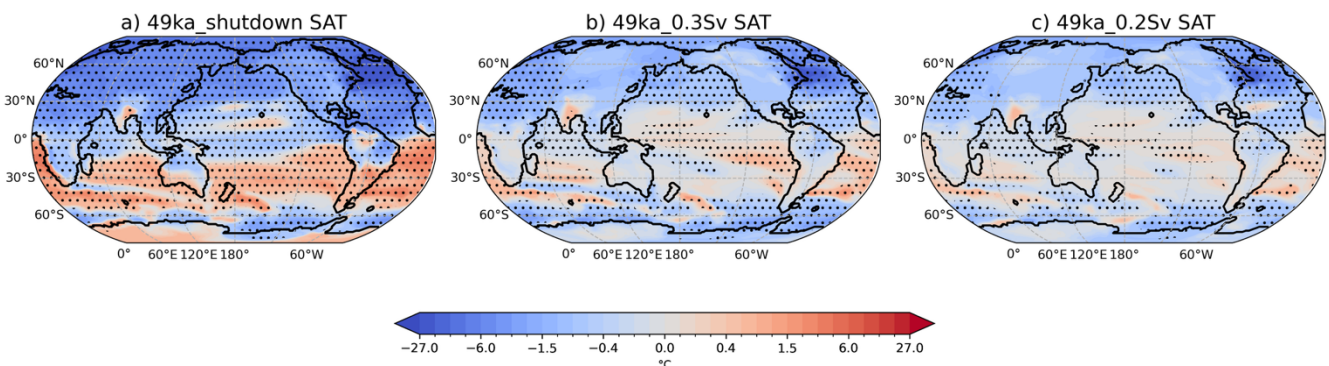 a) 49ka_shutdown SAT b) 49ka_0.3Sv SAT c) 49ka_0.2Sv SAT
60°N 60°N 60°N
30°N 30°N 30°N
0° 0° 0°
30°S 30°S 30°S
60°S 60°S 60°S
0° 60°E 120°E 180° 60°W 0° 60°E 120°E 180° 60°W 0° 60°E 120°E 180° 60°W
−27.0 −6.0 −1.5 −0.4 0.0 0.4 1.5 6.0 27.0
°C